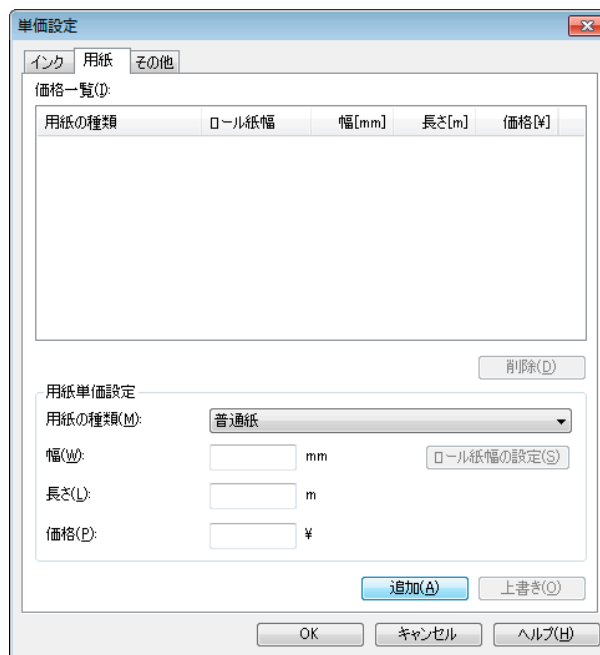 単価設定
インク 用紙 その他
価格一覧(I):
用紙の種類 ロール紙幅 幅[mm] 長さ[m] 価格[¥]
削除(D)
用紙単価設定
用紙の種類(M): 普通紙
幅(W): mm ロール紙幅の設定(S)
長さ(L): m
価格(P): ¥
追加(A) 上書き(O)
OK キャンセル ヘルプ(H)